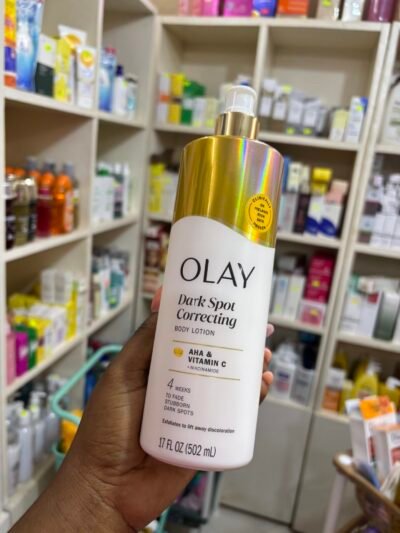 OLAY
Dark Spot
Correcting
BODY LOTION
AHA &
VITAMIN C
+ NIACINAMIDE
4 WEEKS
TO FADE
STUBBORN
DARK SPOTS
Exfoliates to lift away discoloration
17 FL OZ (502 mL)